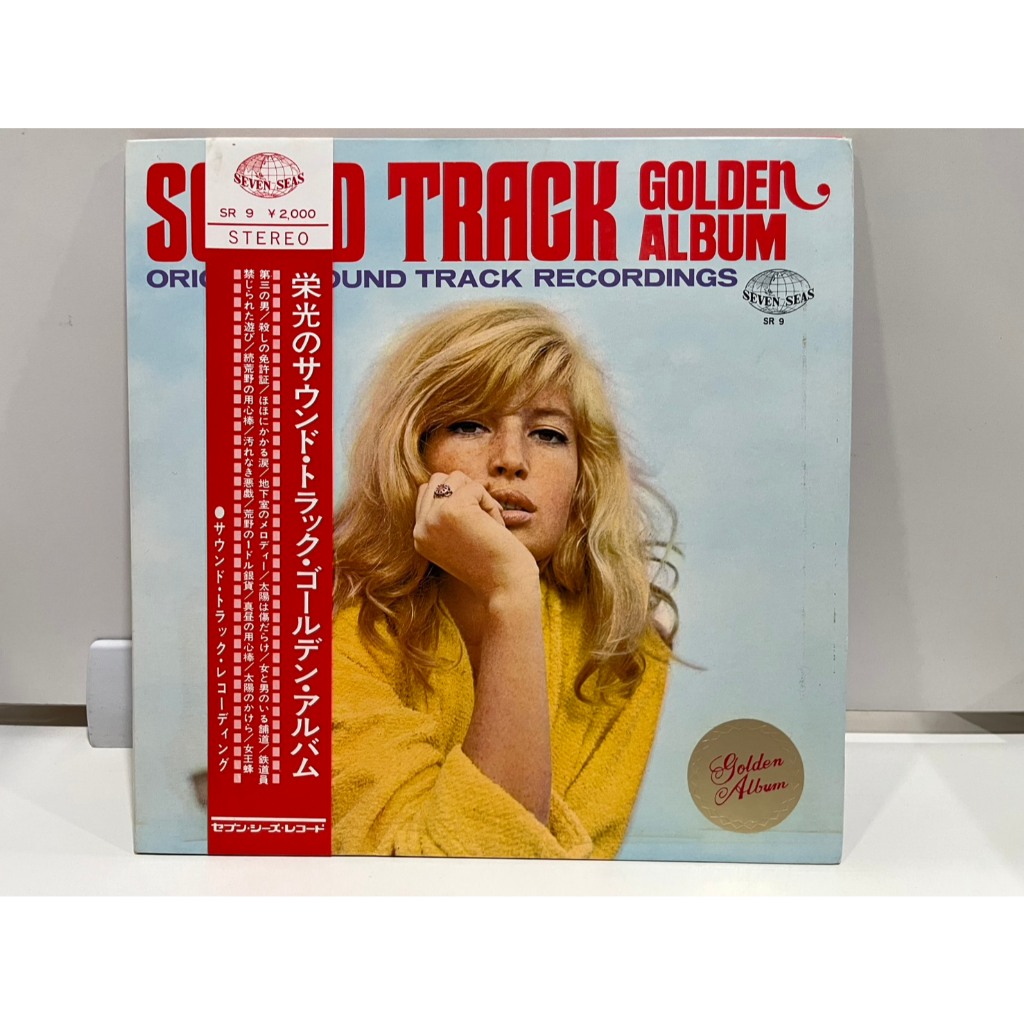 SEVEN SEAS
SR 9 ¥2,000
STEREO
栄光のサウンド・トラック・ゴールデン・アルバム
第三の男/殺しの免許証/ほほにかかる涙/地下室のメロディー/太陽は傷だらけ/女と男のいる舗道/鉄道員
禁じられた遊び/続荒野の用心棒/汚れなき悪戯/荒野の1ドル銀貨/真昼の用心棒/太陽のかけら/女王蜂
●サウンド・トラック・レコーディング
セブン・シーズ・レコード
SO D TRACK GOLDEN ALBUM
ORIG OUND TRACK RECORDINGS
SEVEN SEAS
SR 9
Golden
Album